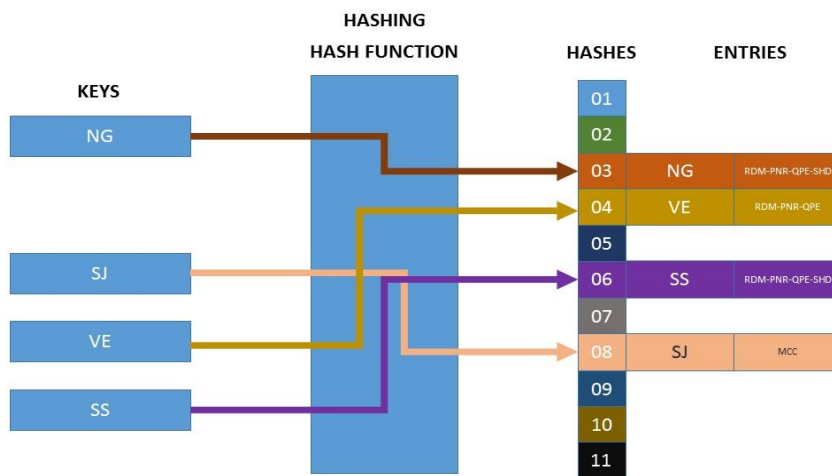 HASHING
HASH FUNCTION
HASHES ENTRIES
KEYS
NG
SJ
VE
SS
01
02
03 NG RDM-PNR-QPE-SHD
04 VE RDM-PNR-QPE
05
06 SS RDM-PNR-QPE-SHD
07
08 SJ MCC
09
10
11